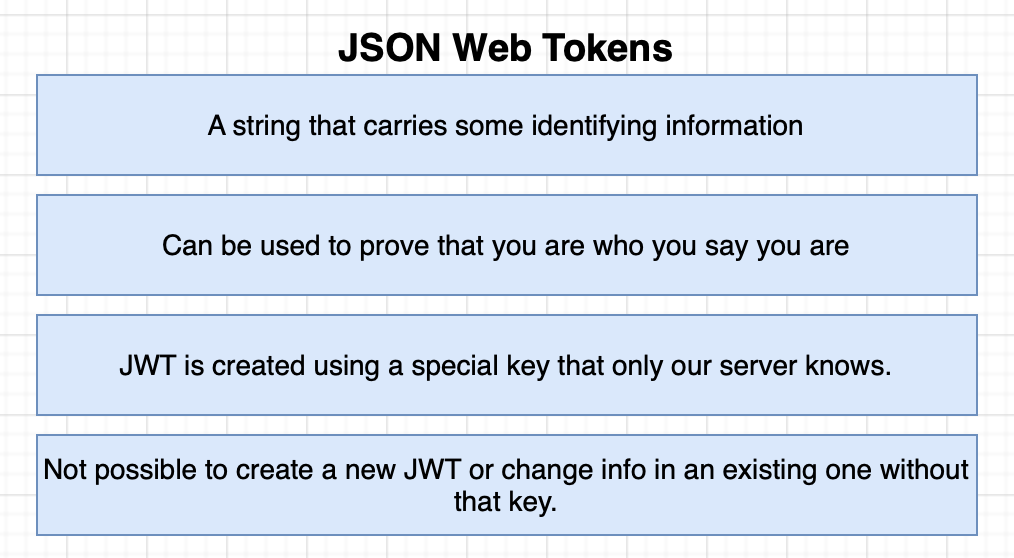 JSON Web Tokens
A string that carries some identifying information
Can be used to prove that you are who you say you are
JWT is created using a special key that only our server knows.
Not possible to create a new JWT or change info in an existing one without
that key.